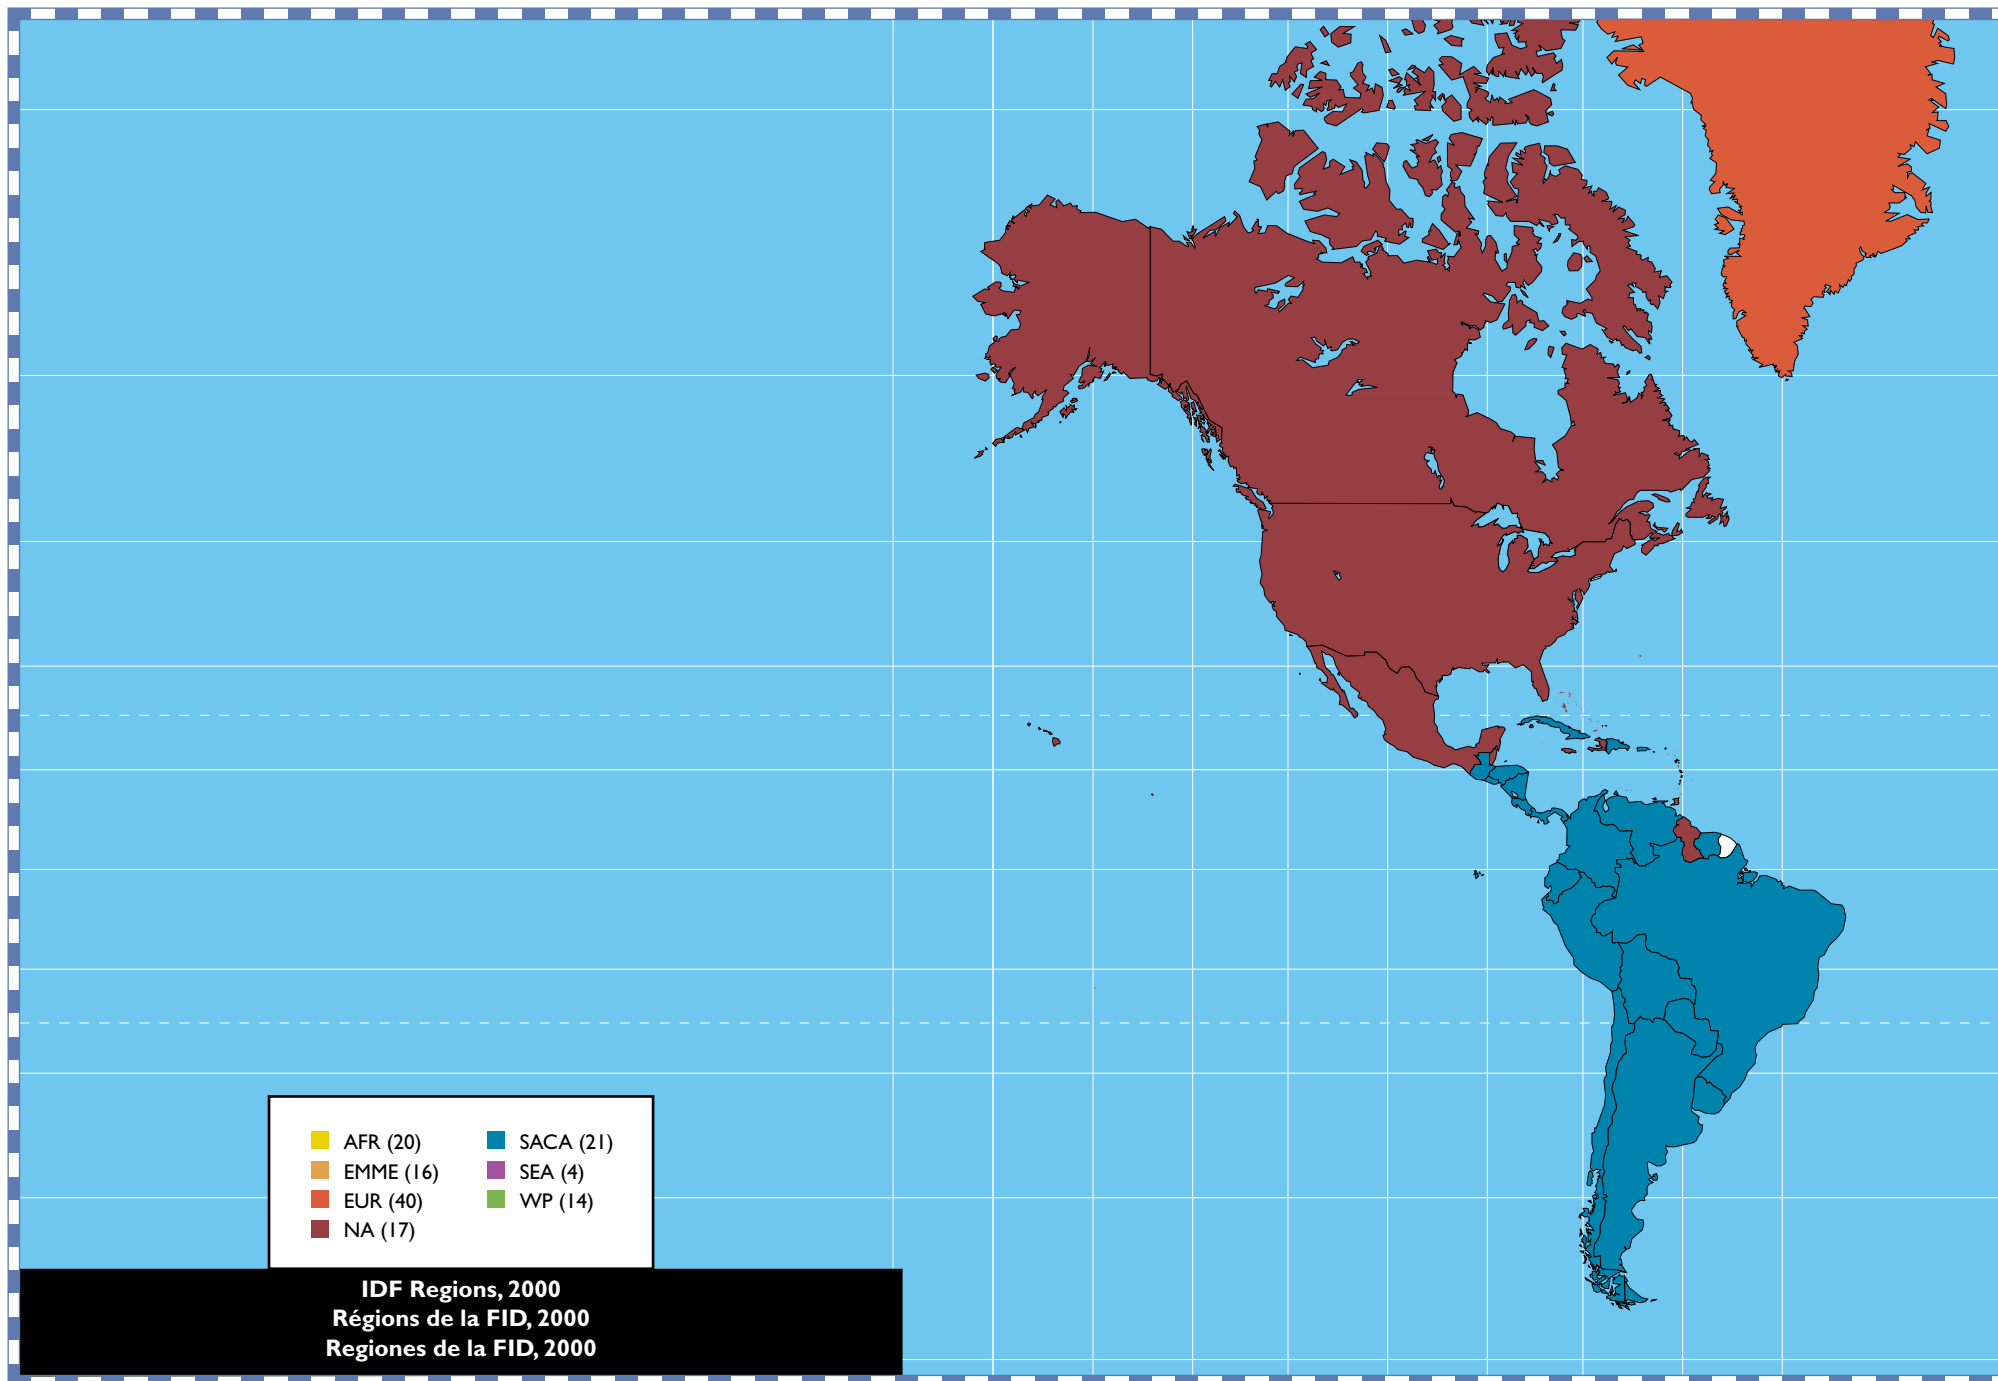 AFR (20)
EMME (16)
EUR (40)
NA (17)
SACA (21)
SEA (4)
WP (14)
IDF Regions, 2000
Régions de la FID, 2000
Regiones de la FID, 2000